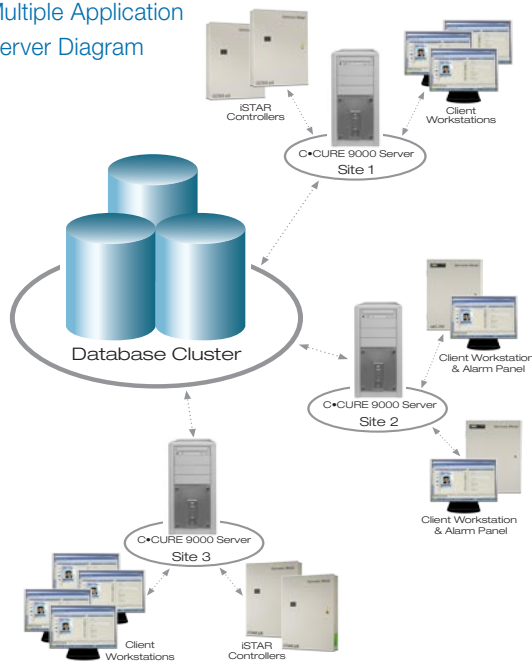 Multiple Application
Server Diagram
iSTAR
Controllers
Client
Workstations
C•CURE 9000 Server
Site 1
Database Cluster
Client Workstation
& Alarm Panel
C•CURE 9000 Server
Site 2
Client Workstation
& Alarm Panel
C•CURE 9000 Server
Site 3
Client
Workstations
iSTAR
Controllers